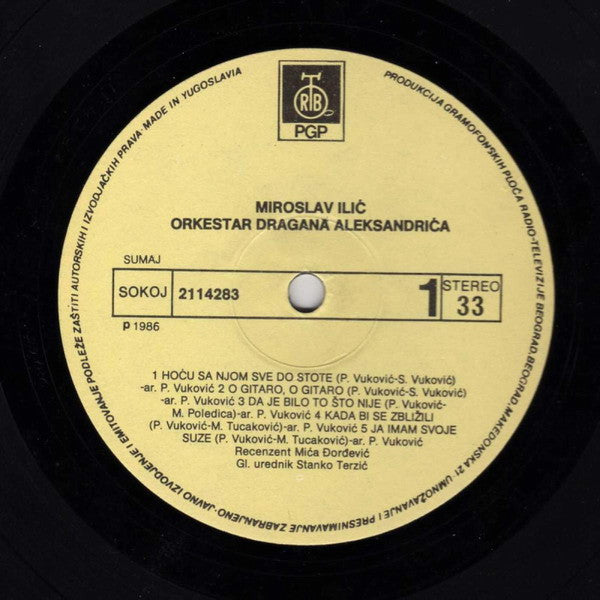 RTB
PGP
PRODUKCIJA GRAMOFONSKIH PLOČA RADIO-TELEVIZIJE BEOGRAD, BEOGRAD, MAKEDONSKA 21 · UMNOŽAVANJE I PRESNIMAVANJE ZABRANJENO · JAVNO IZVODJENJE I EMITOVANJE PODLEŽE ZAŠTITI AUTORSKIH I IZVODJAČKIH PRAVA · MADE IN YUGOSLAVIA
MIROSLAV ILIĆ
ORKESTAR DRAGANA ALEKSANDRIĆA
SUMAJ
SOKOJ 2114283 1 STEREO
33
P 1986
1 HOĆU SA NJOM SVE DO STOTE (P. Vuković-S. Vuković)
-ar. P. Vuković 2 O GITARO, O GITARO (P. Vuković-S. Vuković)
-ar. P. Vuković 3 DA JE BILO TO ŠTO NIJE (P. Vuković-
M. Poledica)-ar. P. Vuković 4 KADA BI SE ZBLIŽILI
(P. Vuković-M. Tucaković)-ar. P. Vuković 5 JA IMAM SVOJE
SUZE (P. Vuković-M. Tucaković)-ar. P. Vuković
Recenzent Mića Đorđević
Gl. urednik Stanko Terzić